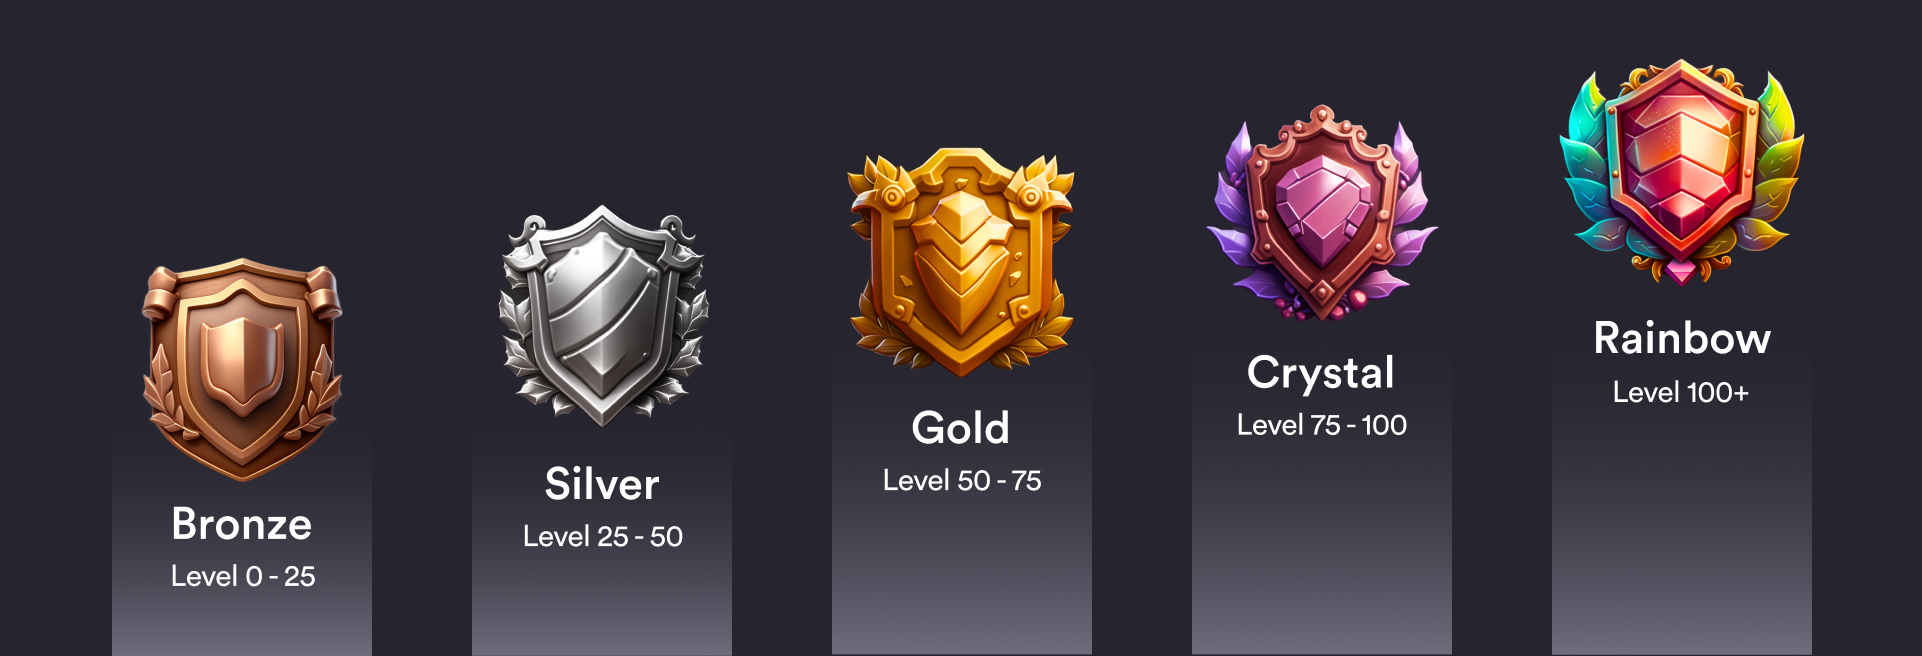 Bronze
Level 0 - 25
Silver
Level 25 - 50
Gold
Level 50 - 75
Crystal
Level 75 - 100
Rainbow
Level 100+